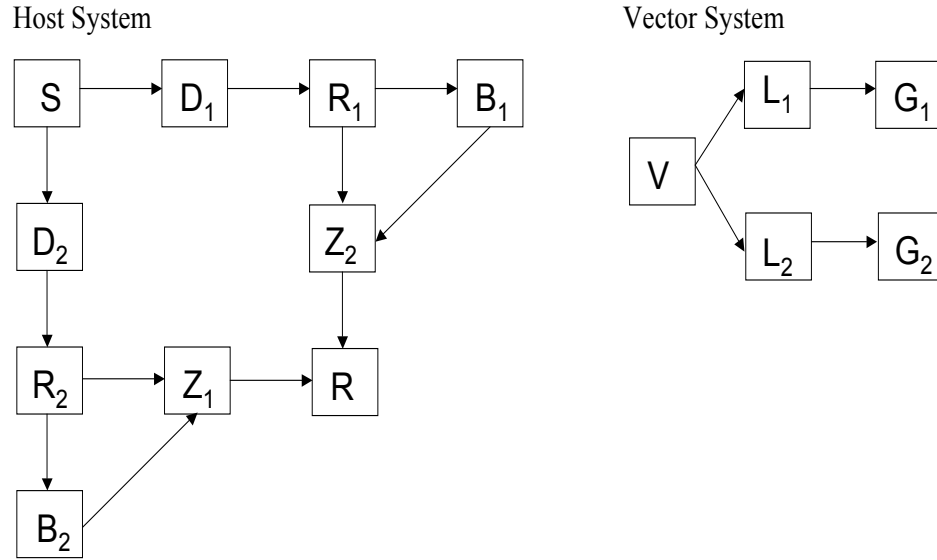 Host System
Vector System
S
D₁
R₁
B₁
L₁
G₁
V
D₂
Z₂
L₂
G₂
R₂
Z₁
R
B₂